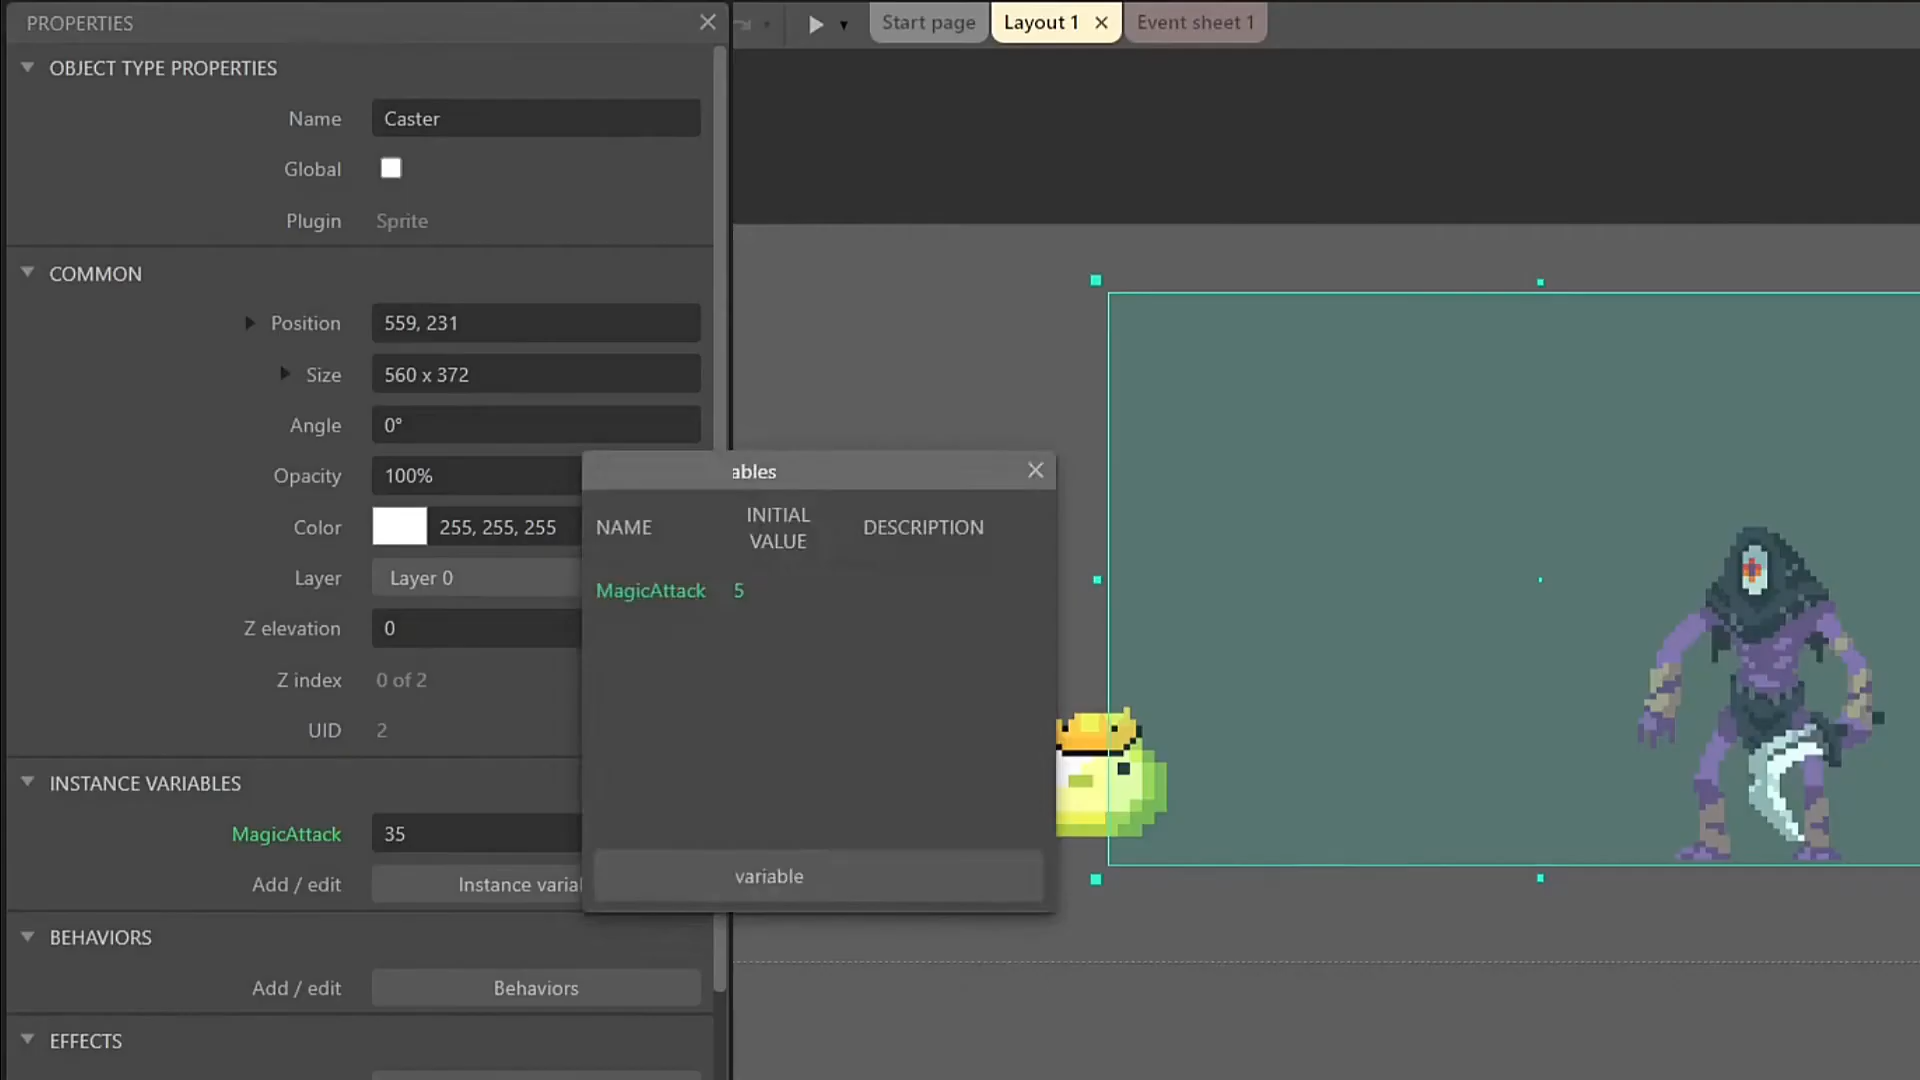 PROPERTIES
Start page
Layout 1
Event sheet 1
OBJECT TYPE PROPERTIES
Name Caster
Global
Plugin Sprite
COMMON
Position 559, 231
Size 560 x 372
Angle 0°
Opacity 100%
Color 255, 255, 255
Layer Layer 0
Z elevation 0
Z index 0 of 2
UID 2
INSTANCE VARIABLES
MagicAttack 35
Add / edit Instance varial
BEHAVIORS
Add / edit Behaviors
EFFECTS
ables
NAME INITIAL VALUE DESCRIPTION
MagicAttack 5
variable